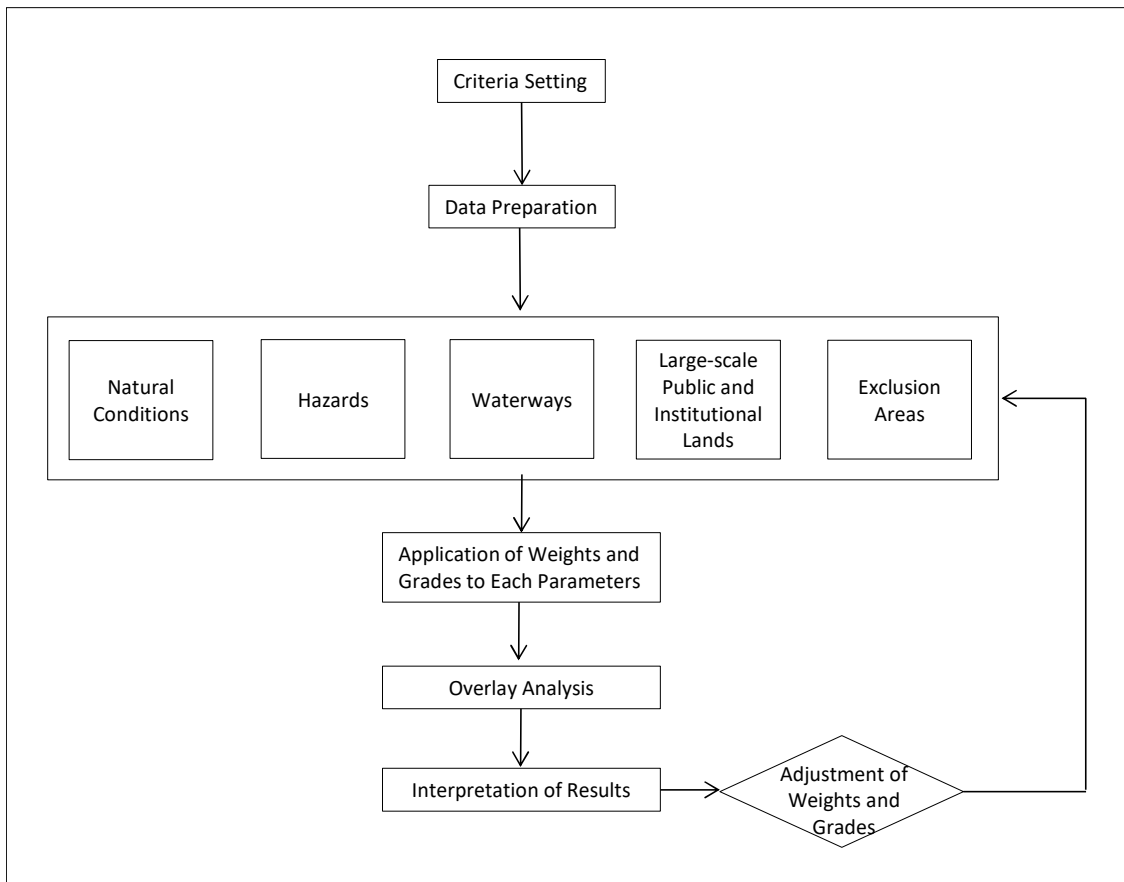 Criteria Setting
Data Preparation
Natural
Conditions
Hazards
Waterways
Large-scale
Public and
Institutional
Lands
Exclusion
Areas
Application of Weights and
Grades to Each Parameters
Overlay Analysis
Interpretation of Results
Adjustment of
Weights and
Grades